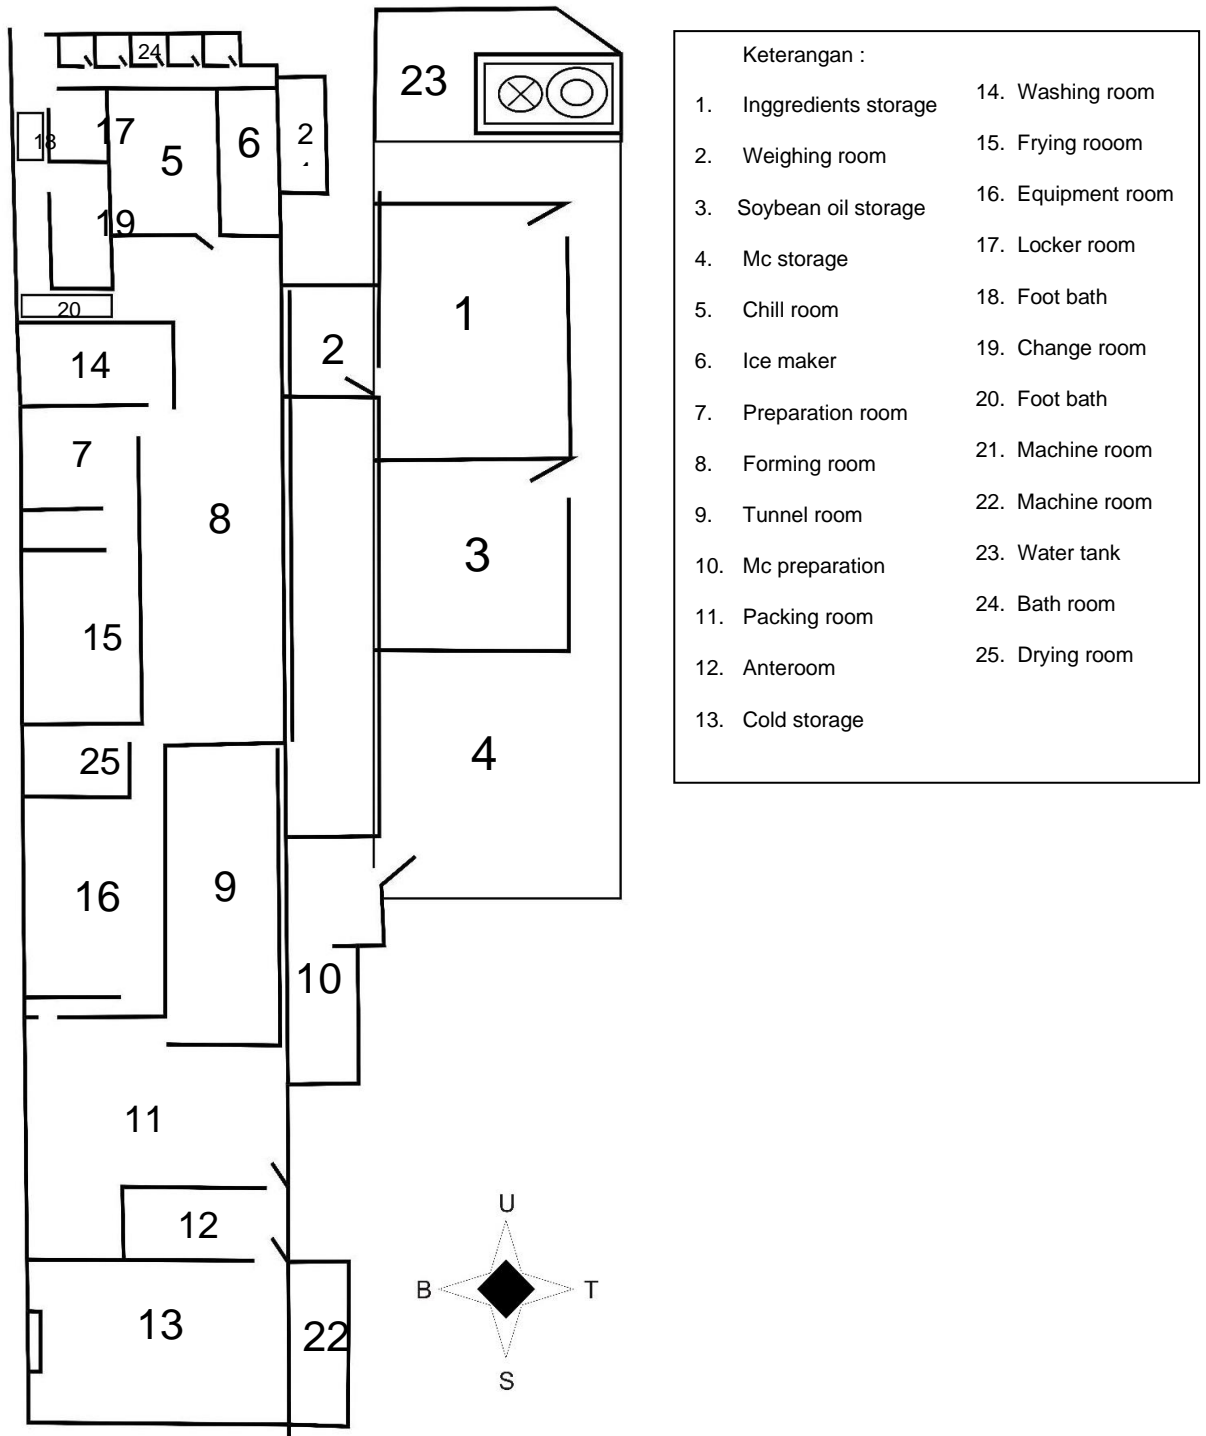 24
23
18
17
5
6
2
19
20
1
2
14
7
8
3
15
25
4
16
9
10
11
12
13
22
U
B
T
S
Keterangan :
1. Inggredients storage
2. Weighing room
3. Soybean oil storage
4. Mc storage
5. Chill room
6. Ice maker
7. Preparation room
8. Forming room
9. Tunnel room
10. Mc preparation
11. Packing room
12. Anteroom
13. Cold storage
14. Washing room
15. Frying rooom
16. Equipment room
17. Locker room
18. Foot bath
19. Change room
20. Foot bath
21. Machine room
22. Machine room
23. Water tank
24. Bath room
25. Drying room